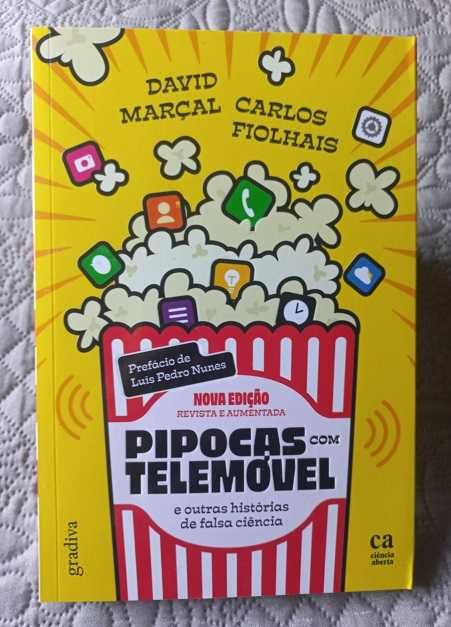 DAVID
MARÇAL
CARLOS
FIOLHAIS
Prefácio de
Luís Pedro Nunes
NOVA EDIÇÃO
REVISTA E AUMENTADA
PIPOCAS COM
TELEMÓVEL
e outras histórias
de falsa ciência
gradiva
ca
ciência
aberta